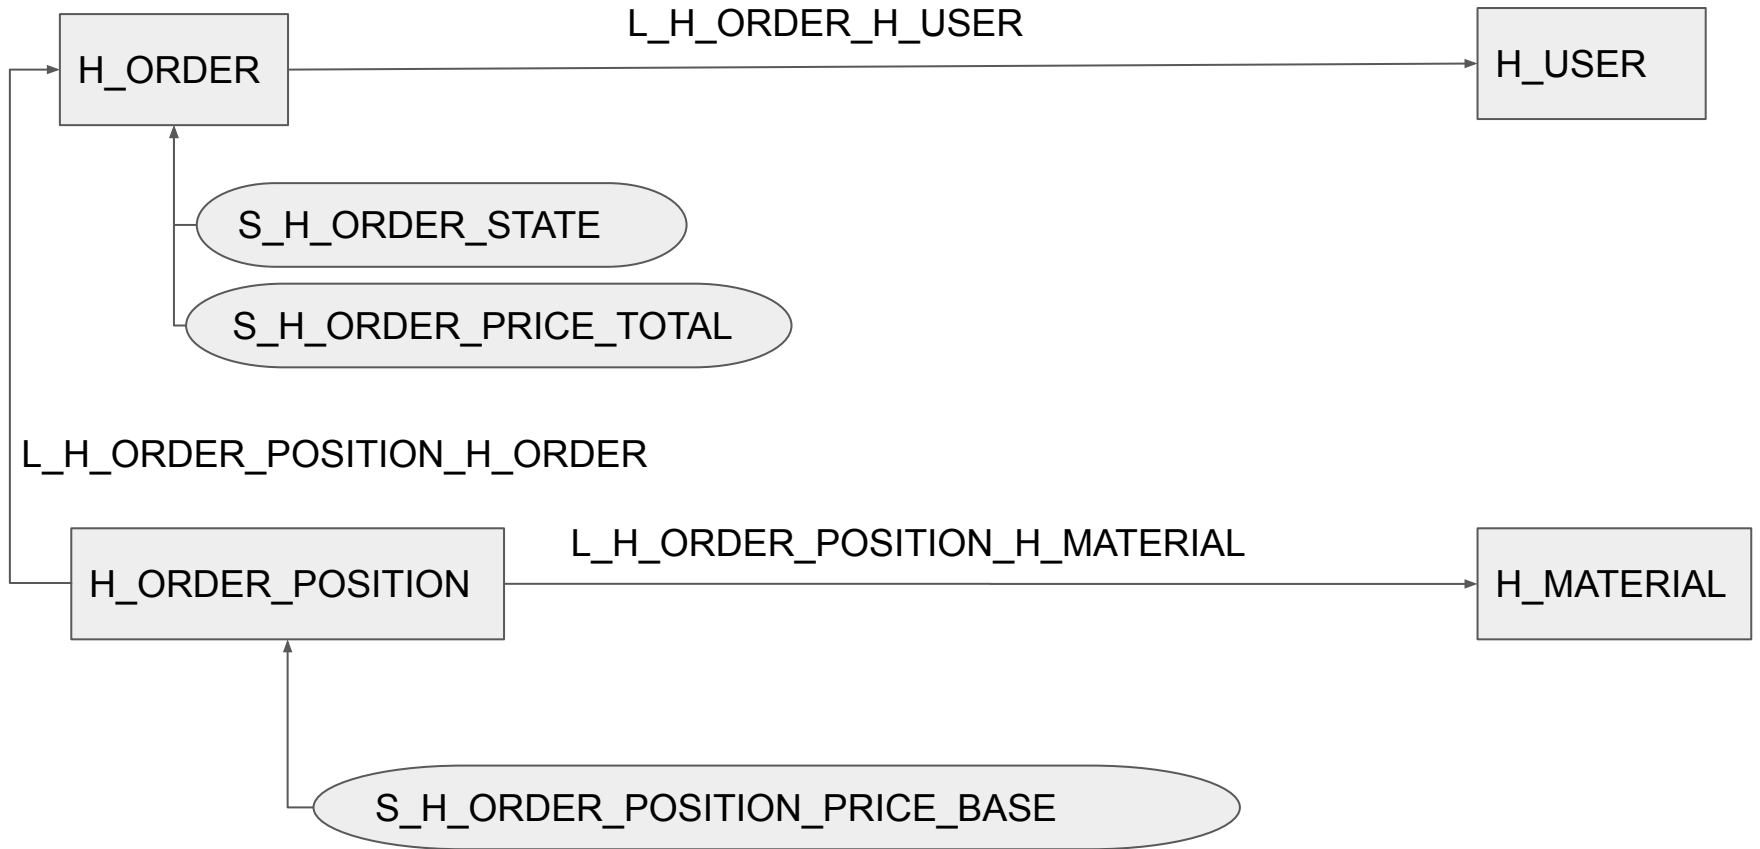 L_H_ORDER_H_USER
H_ORDER
H_USER
S_H_ORDER_STATE
S_H_ORDER_PRICE_TOTAL
L_H_ORDER_POSITION_H_ORDER
L_H_ORDER_POSITION_H_MATERIAL
H_ORDER_POSITION
H_MATERIAL
S_H_ORDER_POSITION_PRICE_BASE